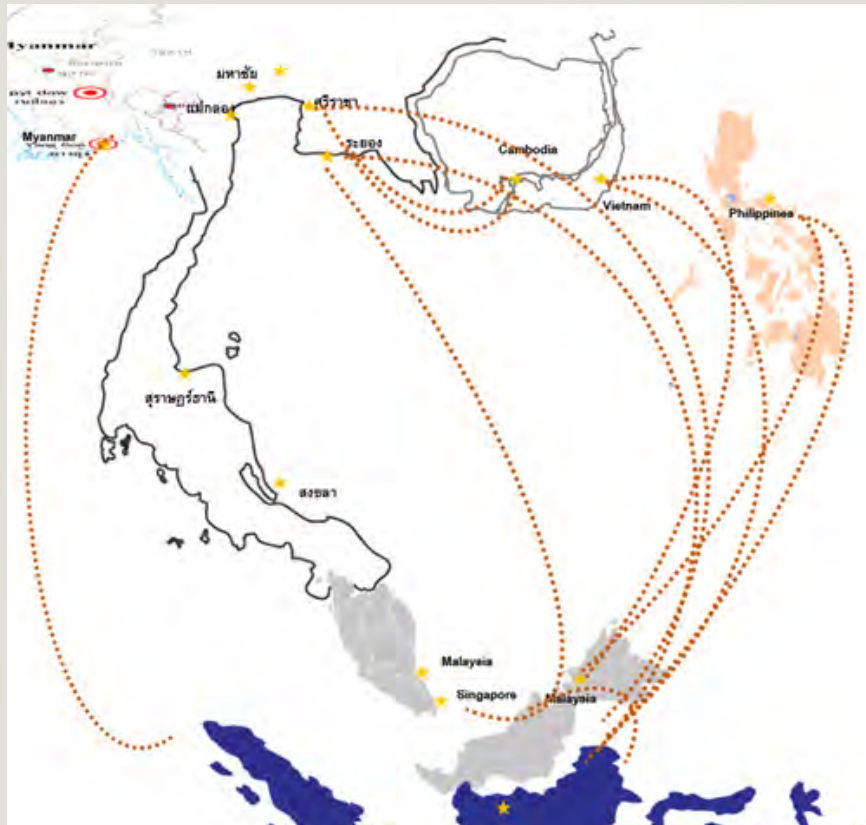 มหาชัย
แม่กลอง
ศรีราชา
Myanmar
ระยอง
Cambodia
Vietnam
Philippines
สุราษฎร์ธานี
สงขลา
Malaysia
Singapore
Malaysia